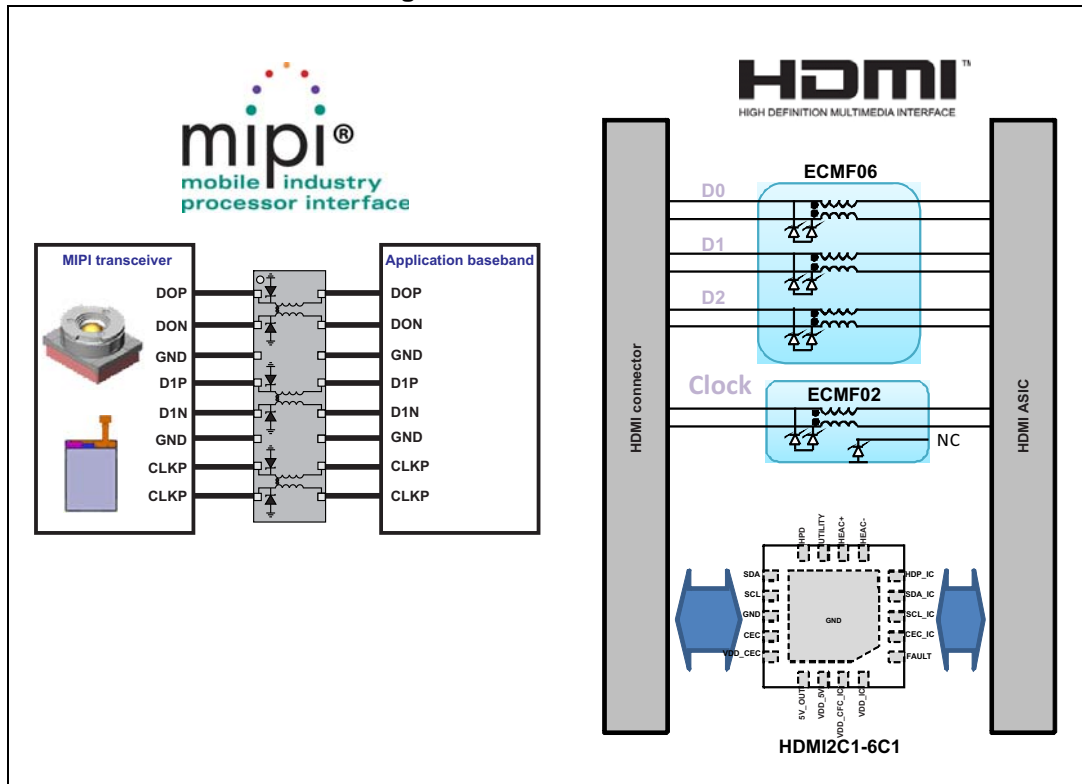 mipi®
mobile industry
processor interface
MIPI transceiver
Application baseband
DOP
DOP
DON
DON
GND
GND
D1P
D1P
D1N
D1N
GND
GND
CLKP
CLKP
CLKP
CLKP
HDMI™
HIGH DEFINITION MULTIMEDIA INTERFACE
HDMI connector
HDMI ASIC
ECMF06
D0
D1
D2
Clock
ECMF02
NC
HPD
UTILITY
HEAC+
HEAC-
SDA
SCL
GND
CEC
VDD_CEC
GND
HDP_IC
SDA_IC
SCL_IC
CEC_IC
FAULT
5V_OUT
VDD_5V
VDD_CFC_IC
VDD_IC
HDMI2C1-6C1